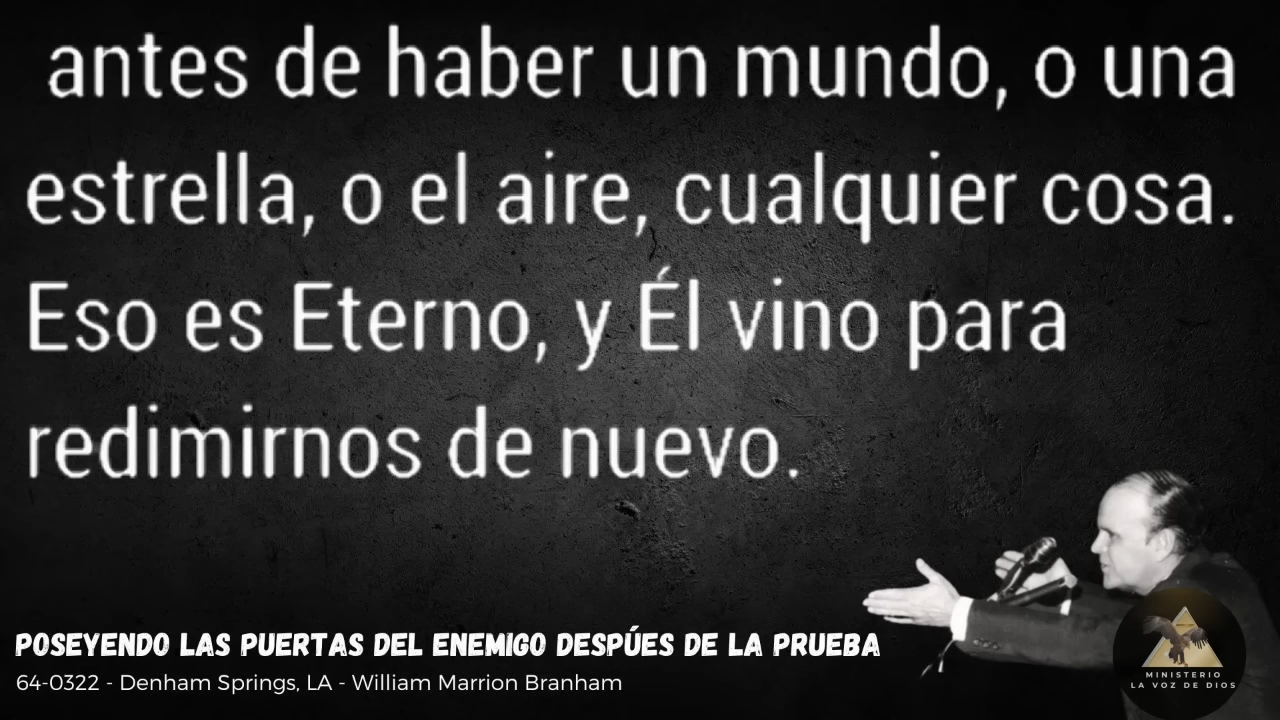 antes de haber un mundo, o una
estrella, o el aire, cualquier cosa.
Eso es Eterno, y Él vino para
redimirnos de nuevo.
POSEYENDO LAS PUERTAS DEL ENEMIGO DESPÚES DE LA PRUEBA
64-0322 - Denham Springs, LA - William Marrion Branham
MINISTERIO
LA VOZ DE DIOS